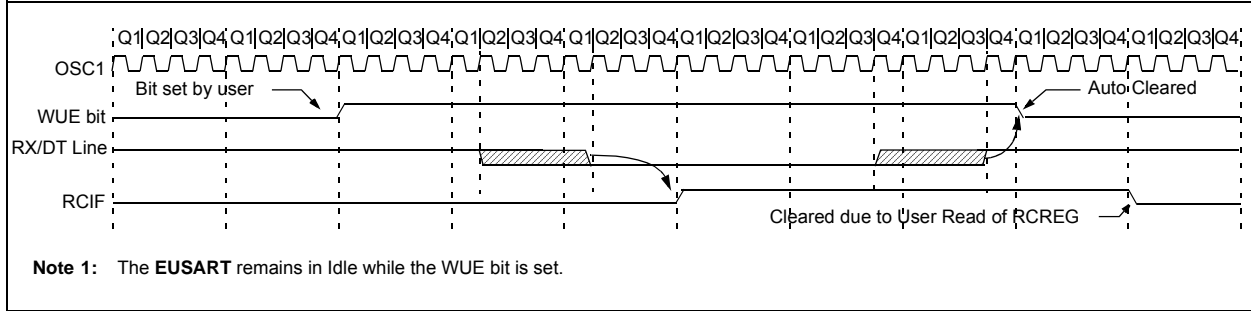 Q1|Q2|Q3|Q4 Q1|Q2|Q3|Q4 Q1|Q2|Q3|Q4 Q1|Q2|Q3|Q4 Q1|Q2|Q3|Q4 Q1|Q2|Q3|Q4 Q1|Q2|Q3|Q4 Q1|Q2|Q3|Q4 Q1|Q2|Q3|Q4 Q1|Q2|Q3|Q4
OSC1
Bit set by user
Auto Cleared
WUE bit
RX/DT Line
RCIF
Cleared due to User Read of RCREG
Note 1: The EUSART remains in Idle while the WUE bit is set.